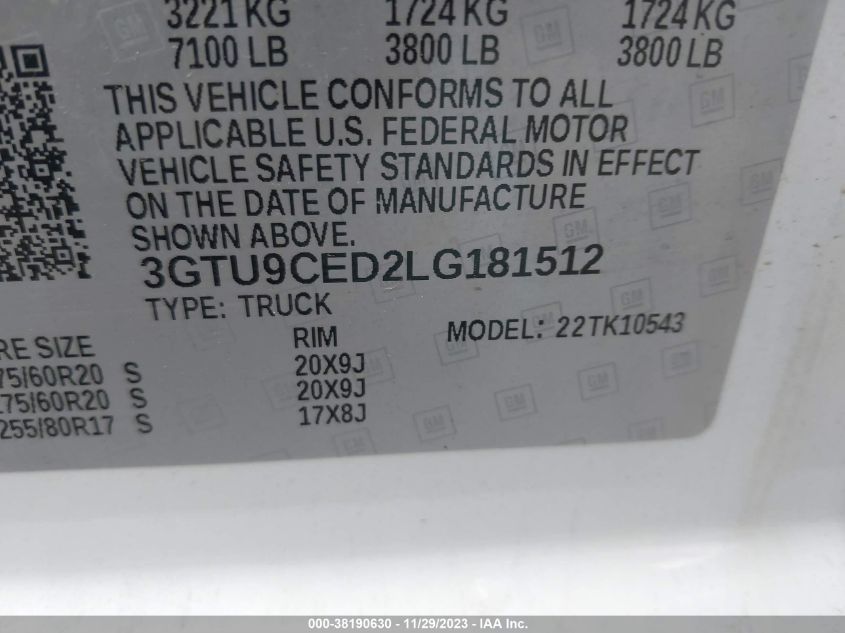 3221 KG 1724 KG 1724 KG
7100 LB 3800 LB 3800 LB
THIS VEHICLE CONFORMS TO ALL
APPLICABLE U.S. FEDERAL MOTOR
VEHICLE SAFETY STANDARDS IN EFFECT
ON THE DATE OF MANUFACTURE
SHOWN ABOVE.
3GTU9CED2LG181512
TYPE: TRUCK
MODEL: 22TK10543
RE SIZE RIM
75/60R20 S 20X9J
75/60R20 S 20X9J
255/80R17 S 17X8J
GM
000-38190630 - 11/29/2023 - IAA Inc.